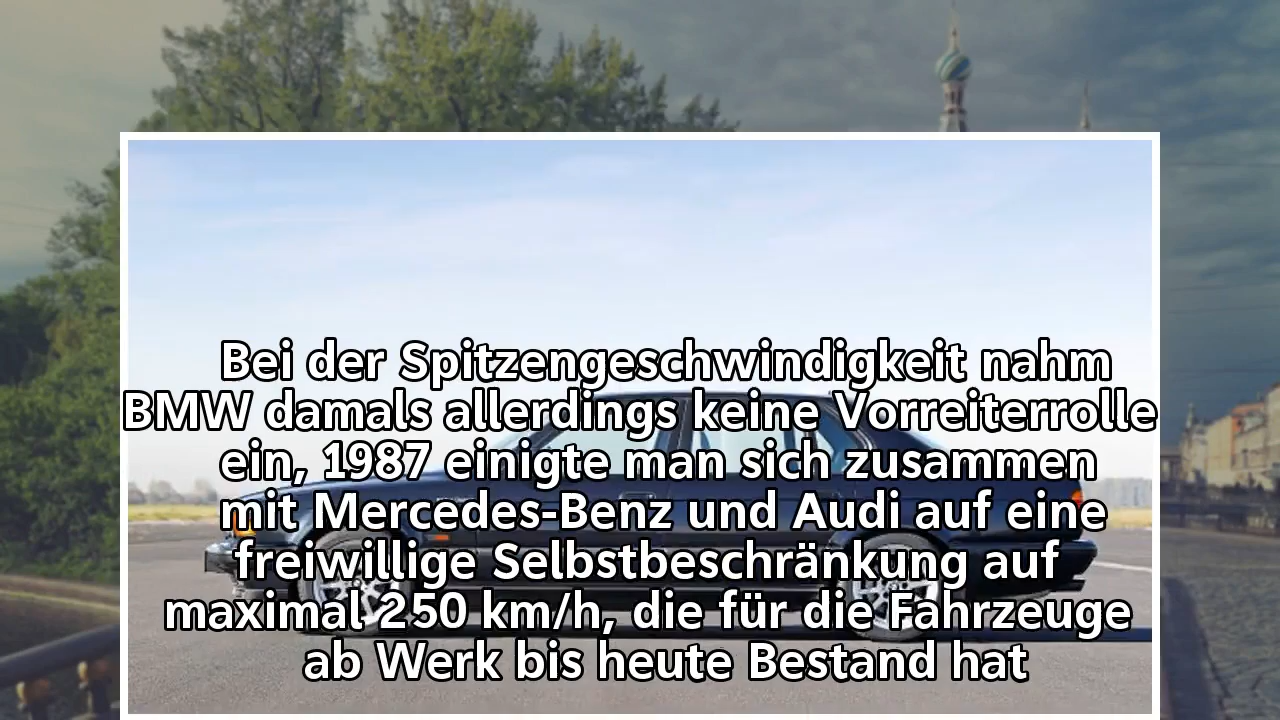 Bei der Spitzengeschwindigkeit nahm
BMW damals allerdings keine Vorreiterrolle
ein, 1987 einigte man sich zusammen
mit Mercedes-Benz und Audi auf eine
freiwillige Selbstbeschränkung auf
maximal 250 km/h, die für die Fahrzeuge
ab Werk bis heute Bestand hat